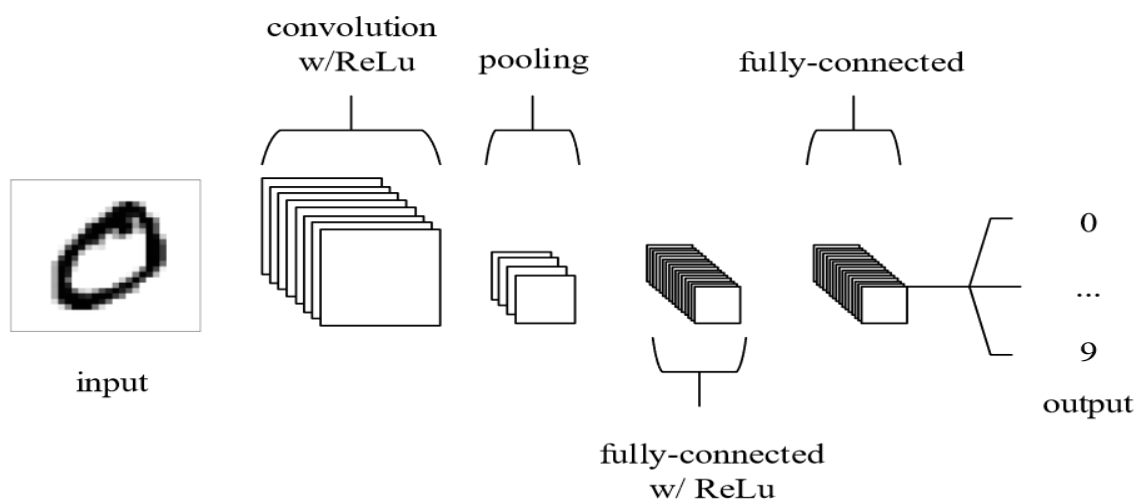 convolution
w/ReLu
pooling
fully-connected
input
0
...
9
output
fully-connected
w/ ReLu